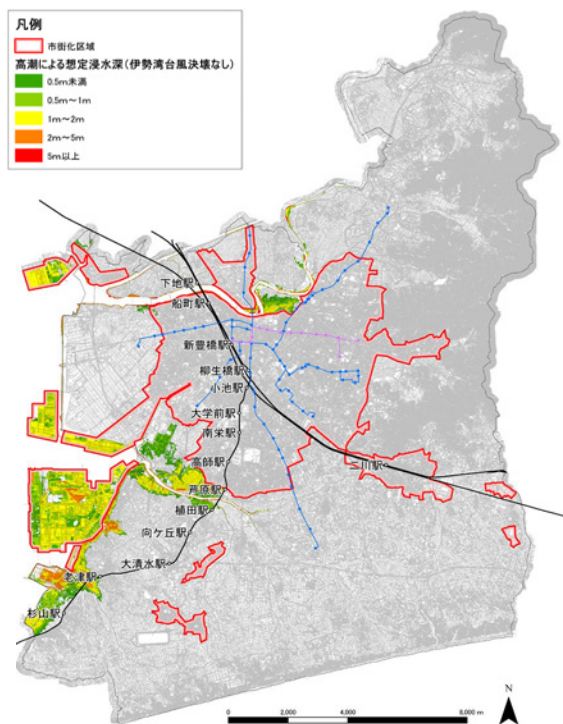 凡例
市街化区域
高潮による想定浸水深（伊勢湾台風決壊なし）
0.5m未満
0.5m～1m
1m～2m
2m～5m
5m以上
下地駅
船町駅
新豊橋駅
柳生橋駅
小池駅
大学前駅
南栄駅
高師駅
二川駅
芦原駅
植田駅
向ケ丘駅
大清水駅
老津駅
杉山駅
N
0 2,000 4,000 8,000 m